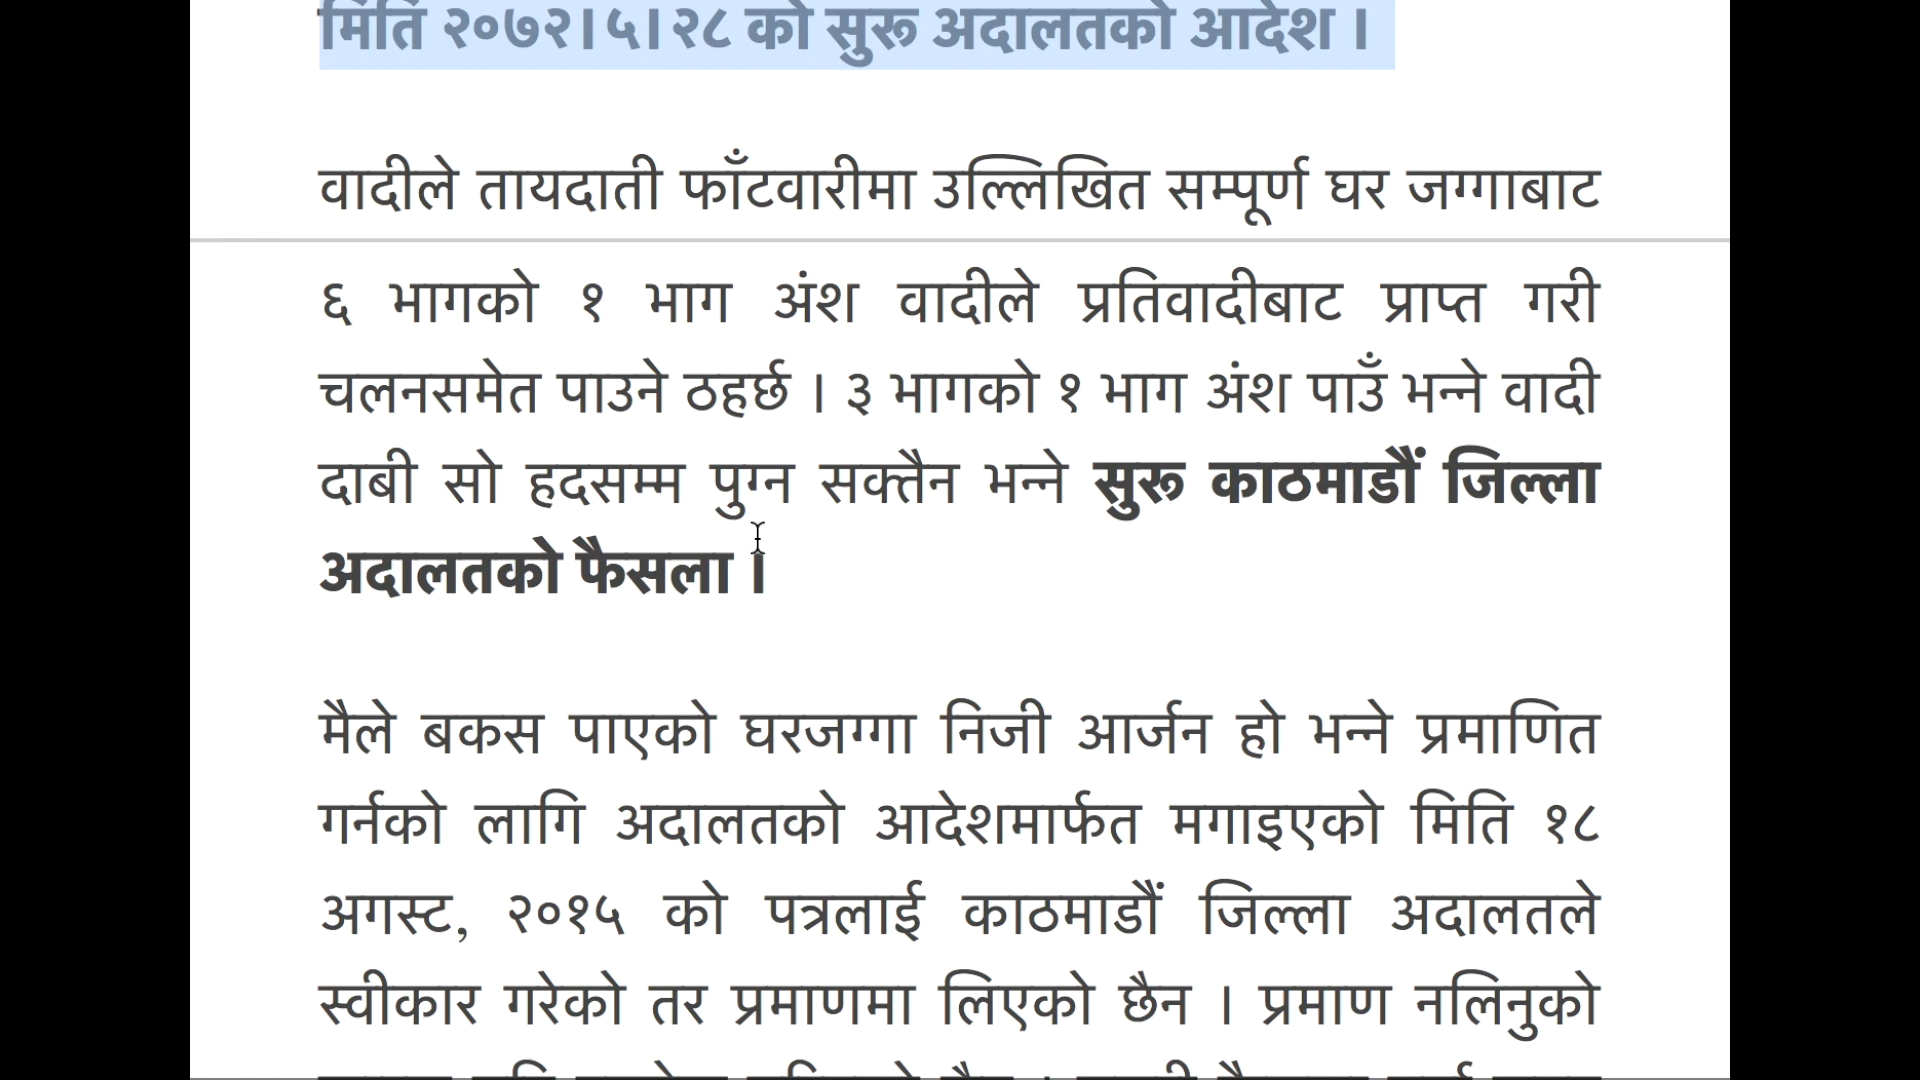 मिति २०७२।५।२८ को सुरू अदालतको आदेश ।
वादीले तायदाती फाँटवारीमा उल्लिखित सम्पूर्ण घर जग्गाबाट
६ भागको १ भाग अंश वादीले प्रतिवादीबाट प्राप्त गरी
चलनसमेत पाउने ठहर्छ । ३ भागको १ भाग अंश पाउँ भन्ने वादी
दाबी सो हदसम्म पुग्न सक्तैन भन्ने सुरू काठमाडौं जिल्ला
अदालतको फैसला ।
मैले बकस पाएको घरजग्गा निजी आर्जन हो भन्ने प्रमाणित
गर्नको लागि अदालतको आदेशमार्फत मगाइएको मिति १८
अगस्ट, २०१५ को पत्रलाई काठमाडौं जिल्ला अदालतले
स्वीकार गरेको तर प्रमाणमा लिएको छैन । प्रमाण नलिनुको